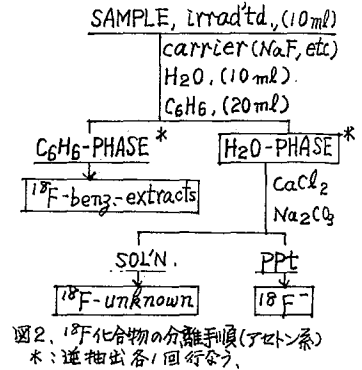 SAMPLE, irrad'td., (10ml)
carrier (NaF, etc)
H2O, (10ml).
C6H6, (20ml)
C6H6-PHASE* H2O-PHASE*
18F-benz.-extracts
CaCl2
Na2CO3
SOL'N. PPt
18F-unknown 18F-
図2. 18F化合物の分離手順(アセトン系)
*:逆抽出各1回行なう。